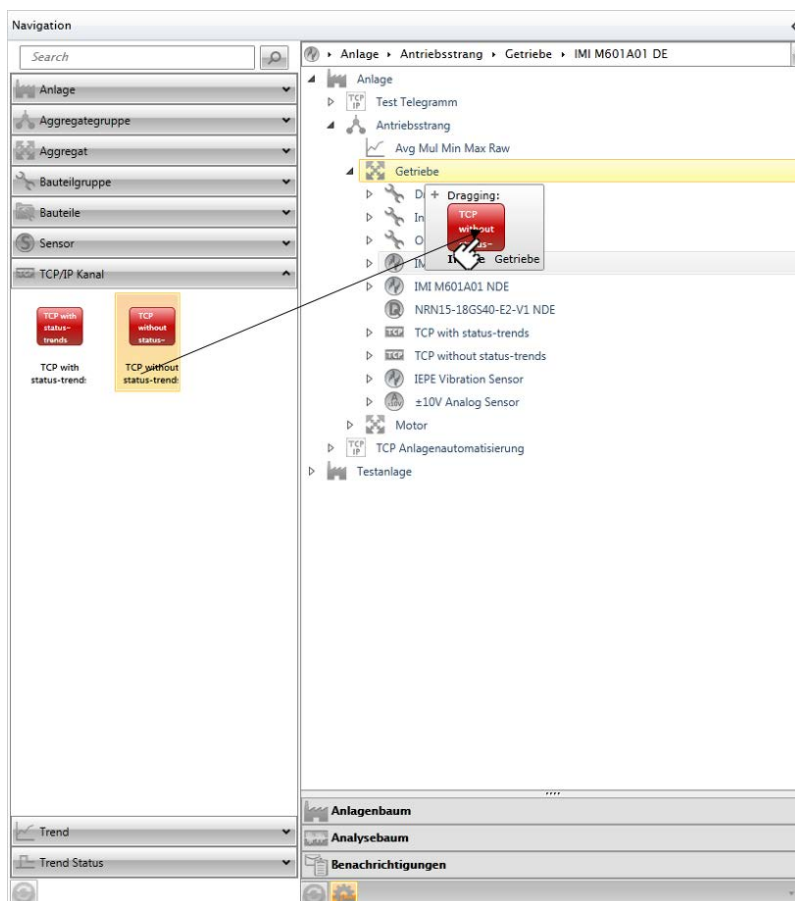 Navigation
Search
Anlage
Aggregategruppe
Aggregat
Bauteilgruppe
Bauteile
Sensor
TCP/IP Kanal
TCP with
status-
trends
TCP
without
status-
TCP with
status-trend:
TCP without
status-trend:
Trend
Trend Status
Anlage Antriebsstrang Getriebe IMI M601A01 DE
Anlage
TCP
IP
Test Telegramm
Antriebsstrang
Avg Mul Min Max Raw
Getriebe
Dragging:
TCP
without
Getriebe
IMI M601A01 NDE
NRN15-18GS40-E2-V1 NDE
TCP with status-trends
TCP without status-trends
IEPE Vibration Sensor
±10V Analog Sensor
Motor
TCP
IP
TCP Anlagenautomatisierung
Testanlage
Anlagenbaum
Analysebaum
Benachrichtigungen